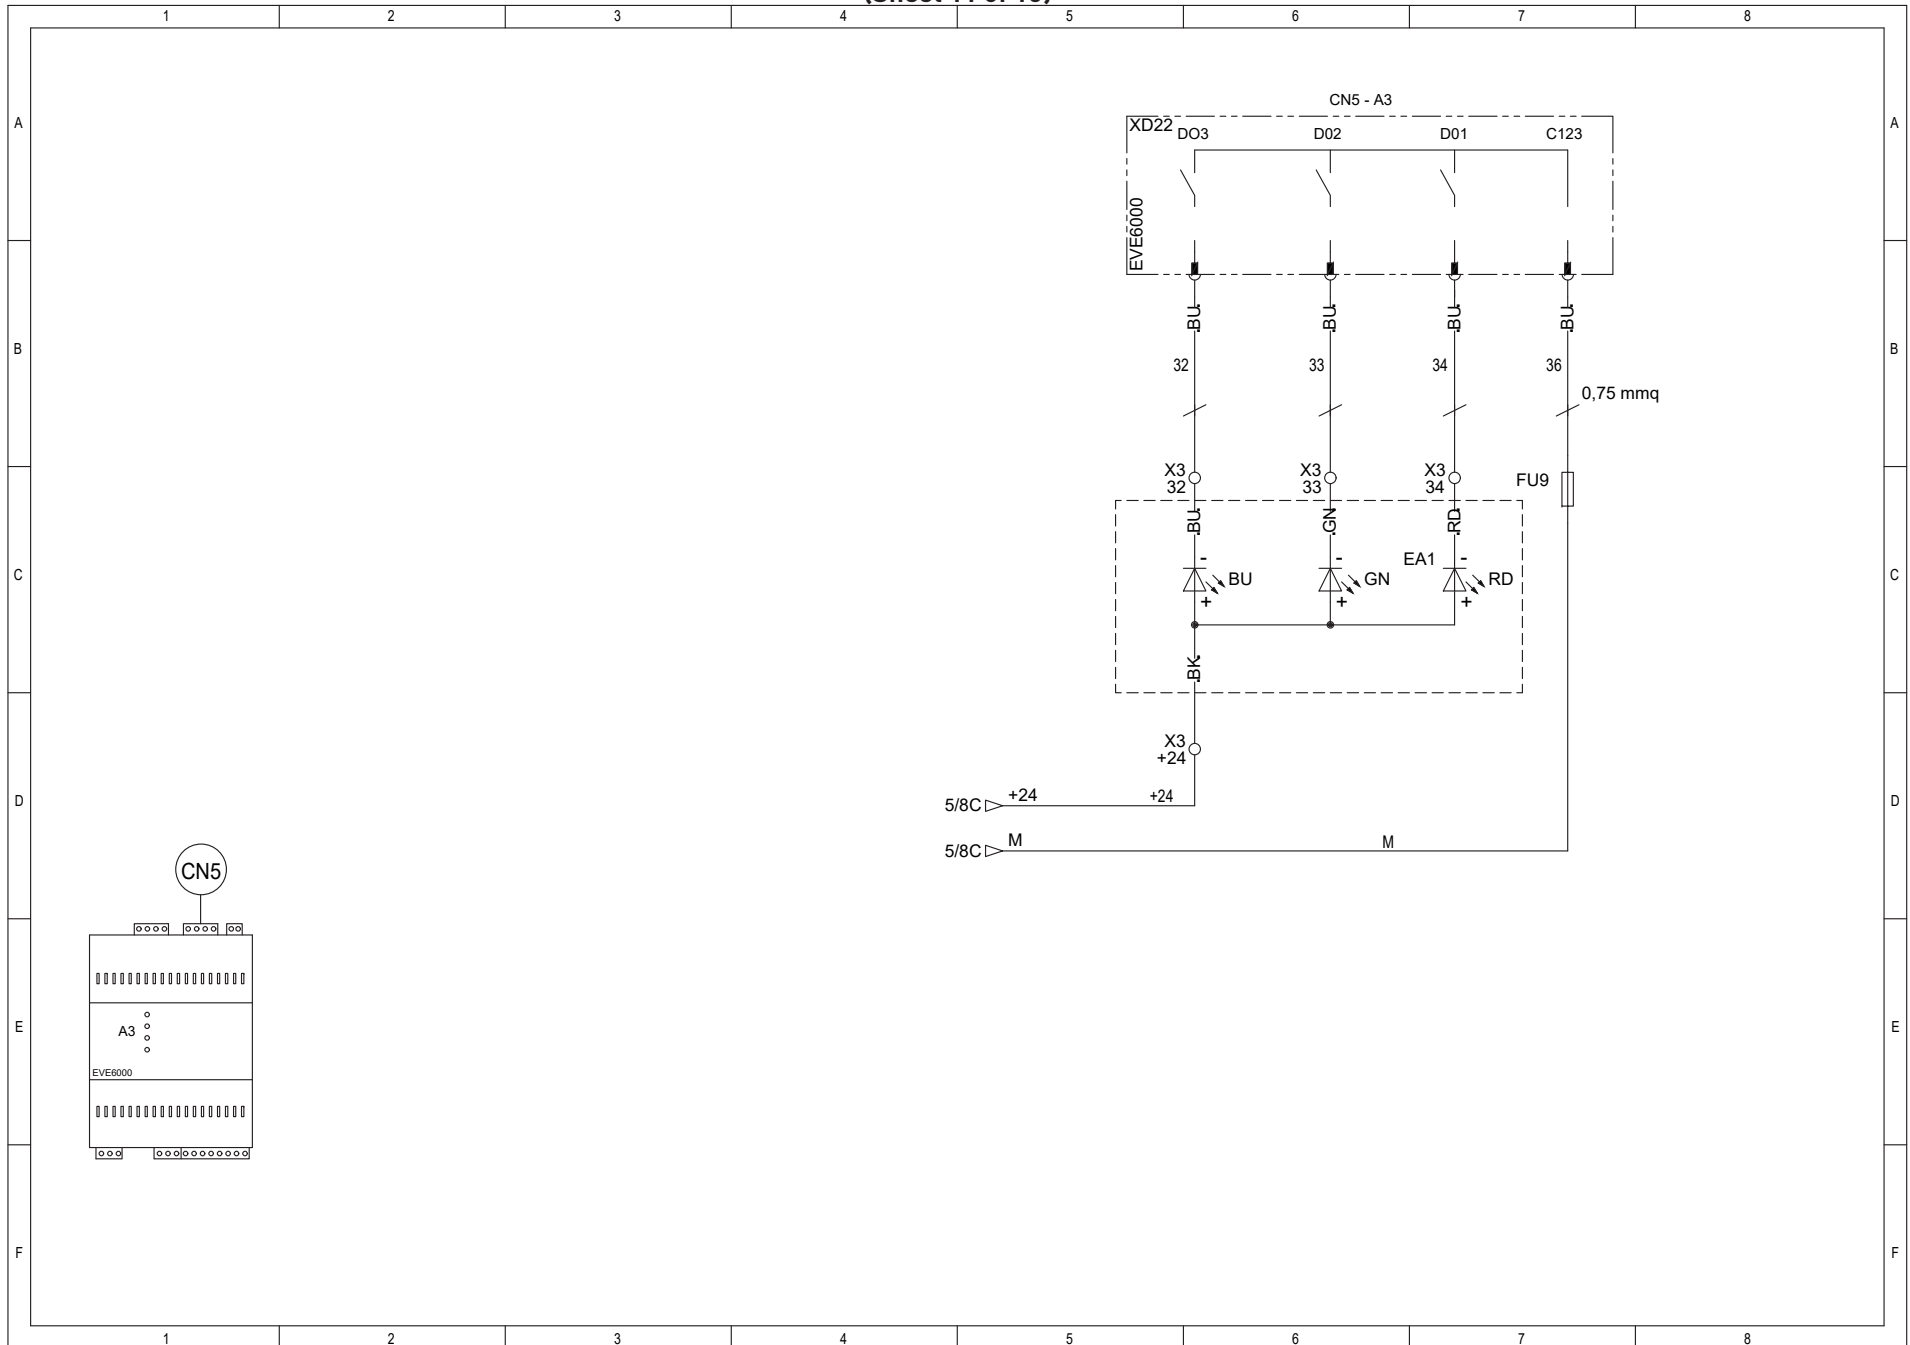 1 2 3 4 5 6 7 8
A A
CN5 - A3
XD22
DO3 D02 D01 C123
EVE6000
.BU. .BU. .BU. .BU.
B B
32 33 34 36
0,75 mmq
X3 X3 X3
32 33 34
FU9
.BU. .GN. .RD.
EA1
- - -
C C
BU GN RD
+ + +
.BK.
X3
+24
D D
5/8C +24 +24
5/8C M M
CN5
E E
A3
EVE6000
F F
1 2 3 4 5 6 7 8